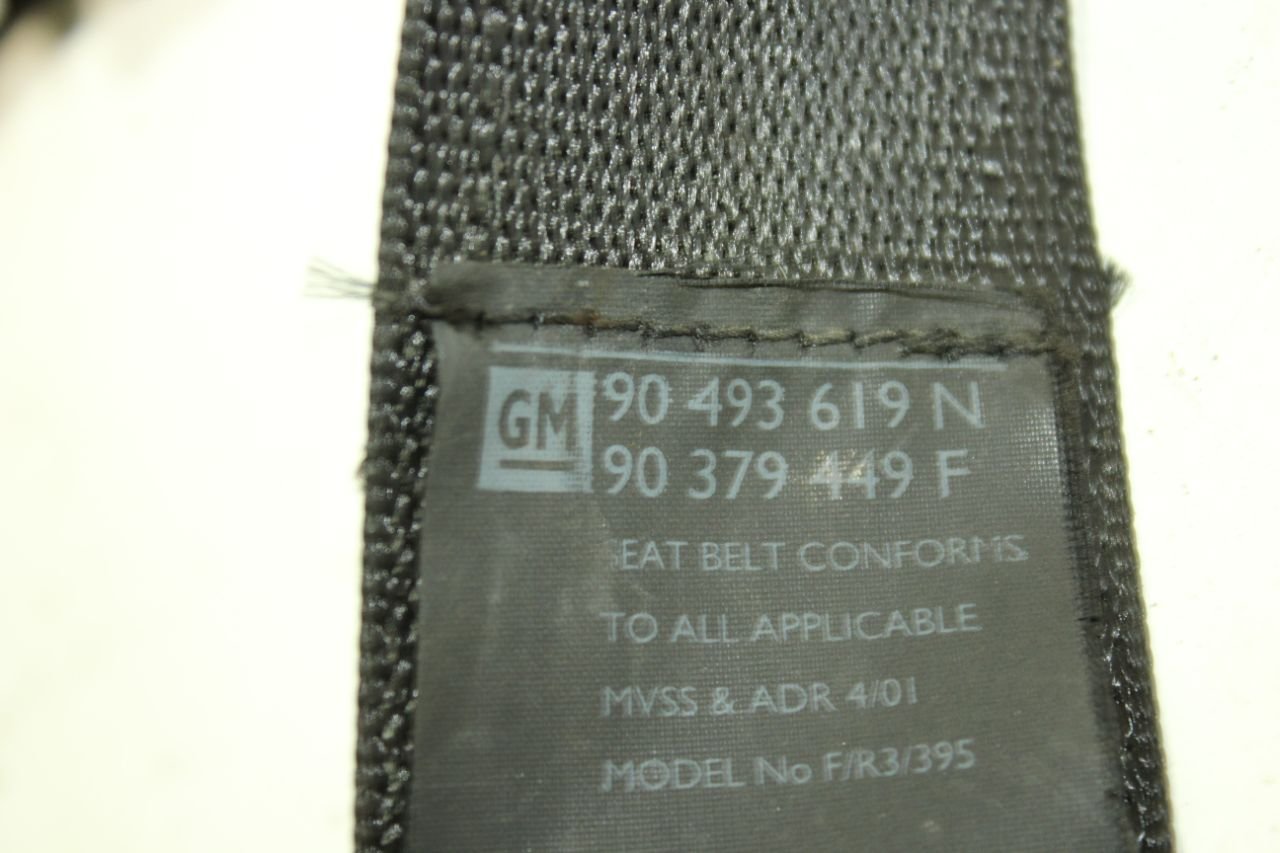 GM
90 493 619 N
90 379 449 F
SEAT BELT CONFORMS
TO ALL APPLICABLE
MVSS & ADR 4/01
MODEL No F/R3/395